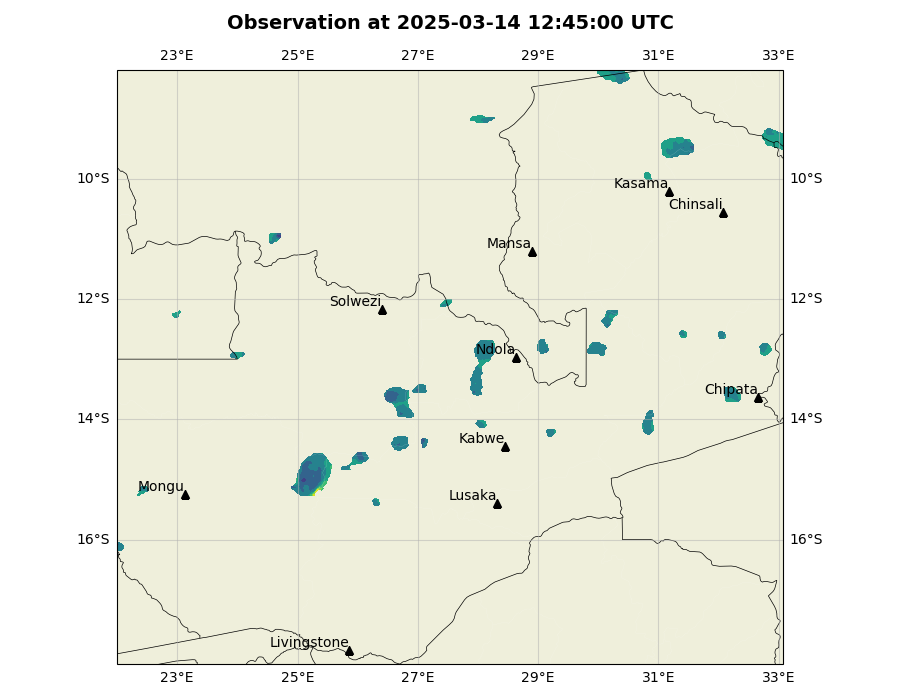 Observation at 2025-03-14 12:45:00 UTC
23°E 25°E 27°E 29°E 31°E 33°E
10°S 10°S
Kasama
Chinsali
Mansa
12°S 12°S
Solwezi
Ndola
Chipata
14°S 14°S
Kabwe
Mongu
Lusaka
16°S 16°S
Livingstone
23°E 25°E 27°E 29°E 31°E 33°E